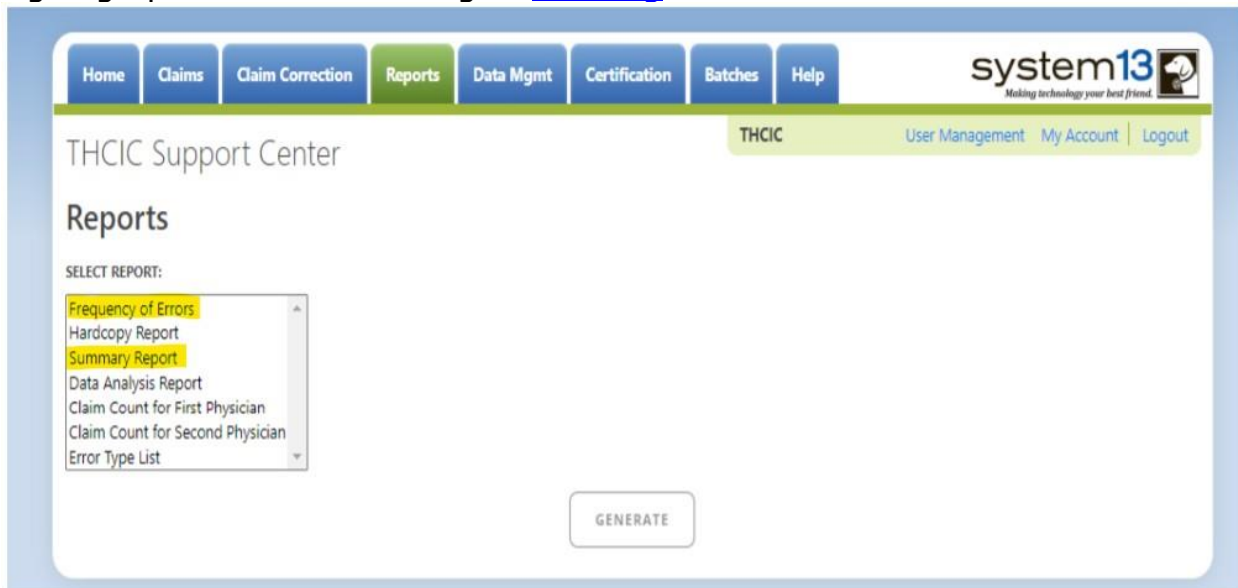 Home Claims Claim Correction Reports Data Mgmt Certification Batches Help
system13
Making technology your best friend.
THCIC User Management My Account Logout
THCIC Support Center
Reports
SELECT REPORT:
Frequency of Errors
Hardcopy Report
Summary Report
Data Analysis Report
Claim Count for First Physician
Claim Count for Second Physician
Error Type List
GENERATE